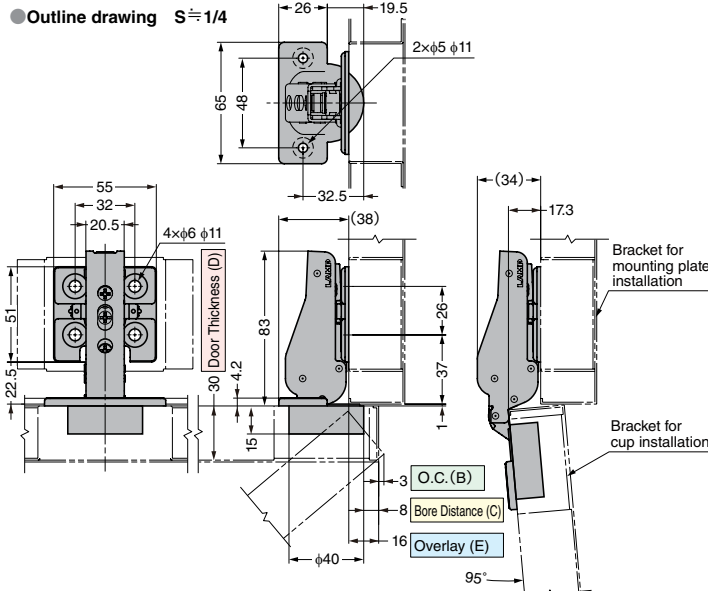 ●Outline drawing S≒1/4
26
19.5
2×φ5 φ11
65
48
32.5
55
32
20.5
4×φ6 φ11
51
22.5
Door Thickness (D)
30
4.2
(38)
83
LAMP
26
37
1
15
3
O.C.(B)
8
Bore Distance (C)
16
Overlay (E)
φ40
(34)
17.3
LAMP
Bracket for
mounting plate
installation
Bracket for
cup installation
95°